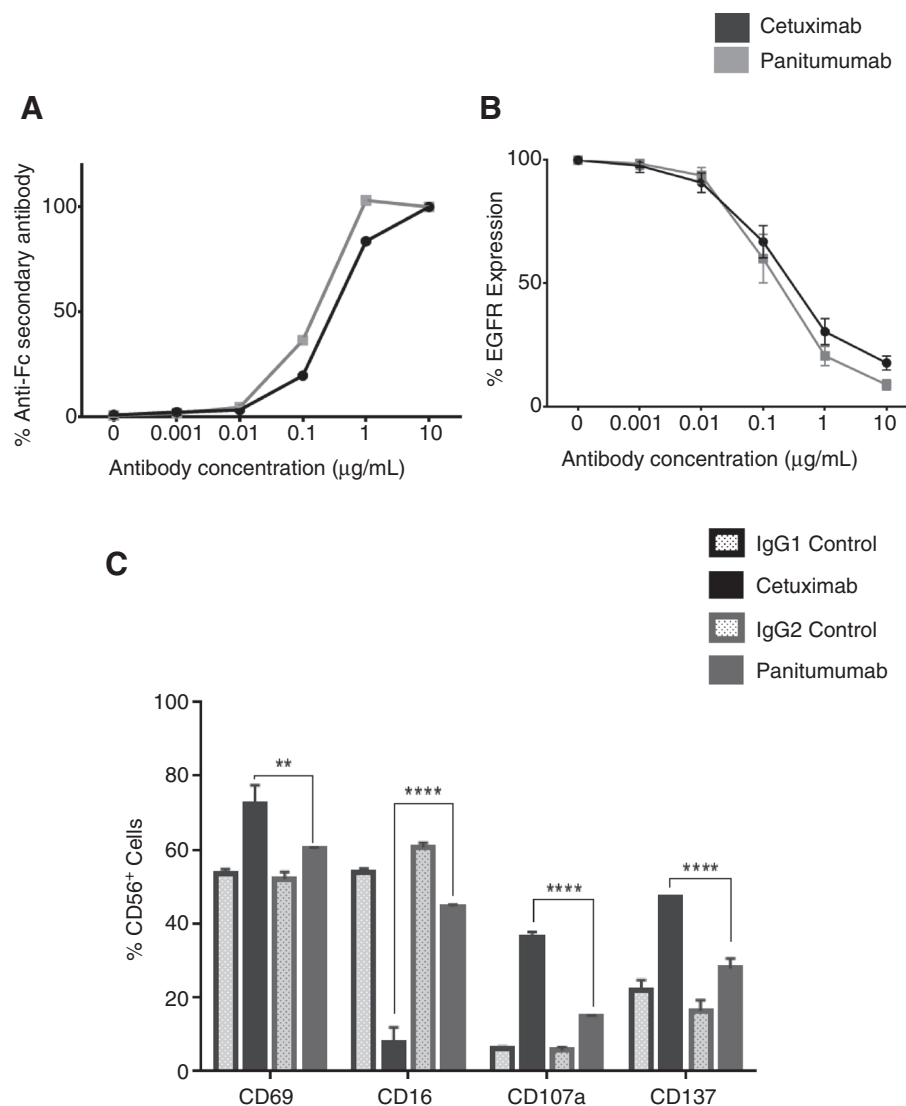 Cetuximab
Panitumumab
A
B
% Anti-Fc secondary antibody
100
50
0
0 0.001 0.01 0.1 1 10
Antibody concentration (μg/mL)
% EGFR Expression
100
50
0
0 0.001 0.01 0.1 1 10
Antibody concentration (μg/mL)
C
IgG1 Control
Cetuximab
IgG2 Control
Panitumumab
% CD56⁺ Cells
100
80
60
40
20
0
**
****
****
****
CD69 CD16 CD107a CD137